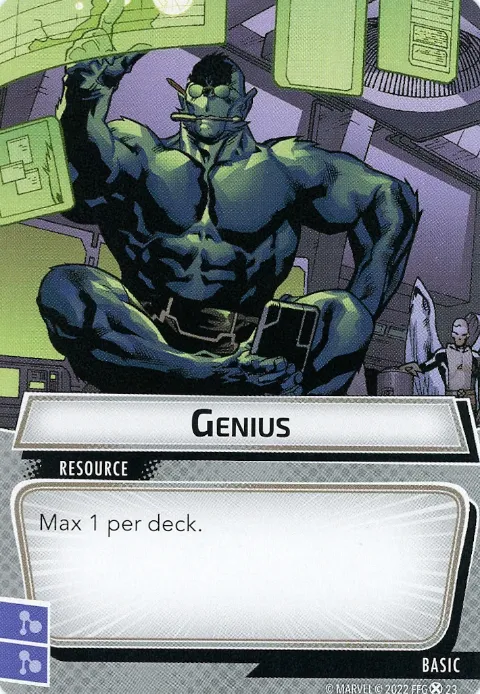 GENIUS
RESOURCE
Max 1 per deck.
BASIC
© MARVEL © 2022 FFG 23